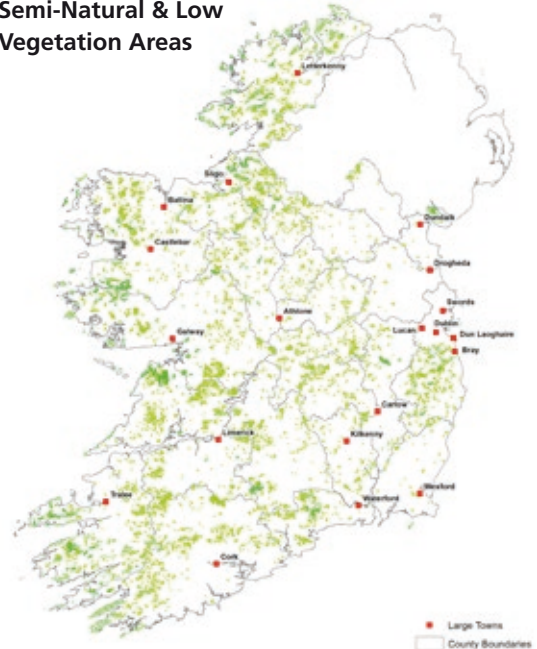 Semi-Natural & Low
Vegetation Areas
Letterkenny
Sligo
Ballina
Dundalk
Castlebar
Drogheda
Swords
Athlone
Dublin
Lucan
Dun Laoghaire
Galway
Bray
Carlow
Limerick
Kilkenny
Wexford
Tralee
Waterford
Cork
Large Towns
County Boundaries